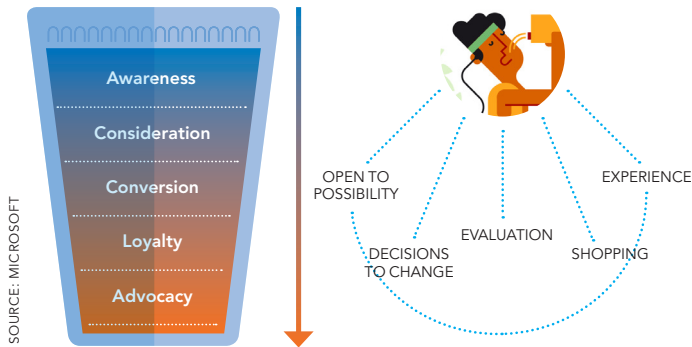 Awareness
Consideration
Conversion
Loyalty
Advocacy
SOURCE: MICROSOFT
OPEN TO
POSSIBILITY
DECISIONS
TO CHANGE
EVALUATION
SHOPPING
EXPERIENCE